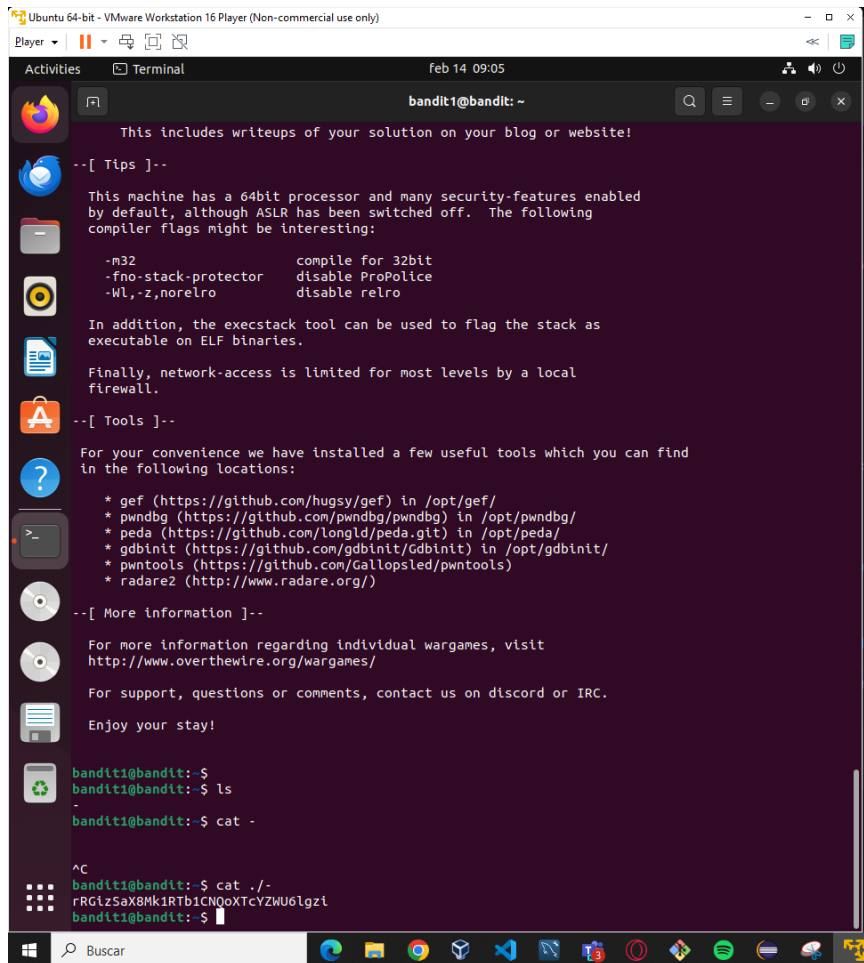 Ubuntu 64-bit - VMware Workstation 16 Player (Non-commercial use only)
Player
Activities Terminal feb 14 09:05
bandit1@bandit: ~
This includes writeups of your solution on your blog or website!
--[ Tips ]--
This machine has a 64bit processor and many security-features enabled
by default, although ASLR has been switched off. The following
compiler flags might be interesting:
-m32 compile for 32bit
-fno-stack-protector disable ProPolice
-Wl,-z,norelro disable relro
In addition, the execstack tool can be used to flag the stack as
executable on ELF binaries.
Finally, network-access is limited for most levels by a local
firewall.
--[ Tools ]--
For your convenience we have installed a few useful tools which you can find
in the following locations:
* gef (https://github.com/hugsy/gef) in /opt/gef/
* pwndbg (https://github.com/pwndbg/pwndbg) in /opt/pwndbg/
* peda (https://github.com/longld/peda.git) in /opt/peda/
* gdbinit (https://github.com/gdbinit/Gdbinit) in /opt/gdbinit/
* pwntools (https://github.com/Gallopsled/pwntools)
* radare2 (http://www.radare.org/)
--[ More information ]--
For more information regarding individual wargames, visit
http://www.overthewire.org/wargames/
For support, questions or comments, contact us on discord or IRC.
Enjoy your stay!
bandit1@bandit:~$
bandit1@bandit:~$ ls
-
bandit1@bandit:~$ cat -
^C
bandit1@bandit:~$ cat ./-
rRGizSaX8Mk1RTb1CNQoXTcYZWU6lgzi
bandit1@bandit:~$
Buscar